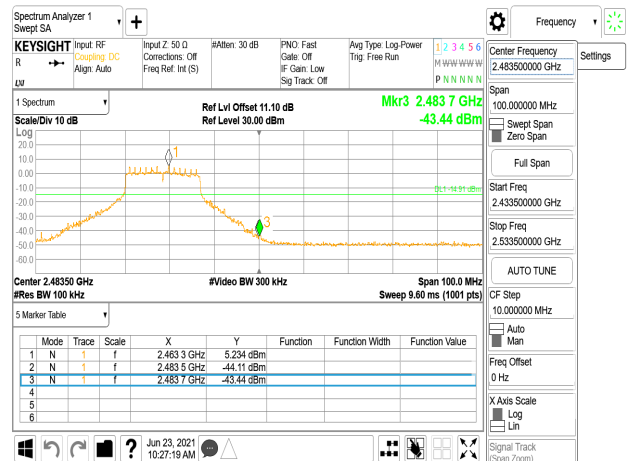 Spectrum Analyzer 1
Swept SA
Frequency
KEYSIGHT
R
Input: RF
Coupling: DC
Align: Auto
Input Z: 50 Ω
Corrections: Off
Freq Ref: Int (S)
#Atten: 30 dB
PNO: Fast
Gate: Off
IF Gain: Low
Sig Track: Off
Avg Type: Log-Power
Trig: Free Run
1 2 3 4 5 6
M W W W W W
P N N N N N
1 Spectrum
Scale/Div 10 dB
Ref Lvl Offset 11.10 dB
Ref Level 30.00 dBm
Mkr3 2.483 7 GHz
-43.44 dBm
Log
20.0
10.0
0.00
-10.0
-20.0
-30.0
-40.0
-50.0
-60.0
1
3
DL1 -14.91 dBm
Center 2.48350 GHz
#Res BW 100 kHz
#Video BW 300 kHz
Span 100.0 MHz
Sweep 9.60 ms (1001 pts)
5 Marker Table
Mode Trace Scale X Y Function Function Width Function Value
1 N 1 f 2.463 3 GHz 5.234 dBm
2 N 1 f 2.483 5 GHz -44.11 dBm
3 N 1 f 2.483 7 GHz -43.44 dBm
4
5
6
Jun 23, 2021
10:27:19 AM
Center Frequency
2.483500000 GHz
Settings
Span
100.000000 MHz
Swept Span
Zero Span
Full Span
Start Freq
2.433500000 GHz
Stop Freq
2.533500000 GHz
AUTO TUNE
CF Step
10.000000 MHz
Auto
Man
Freq Offset
0 Hz
X Axis Scale
Log
Lin
Signal Track
(Span Zoom)